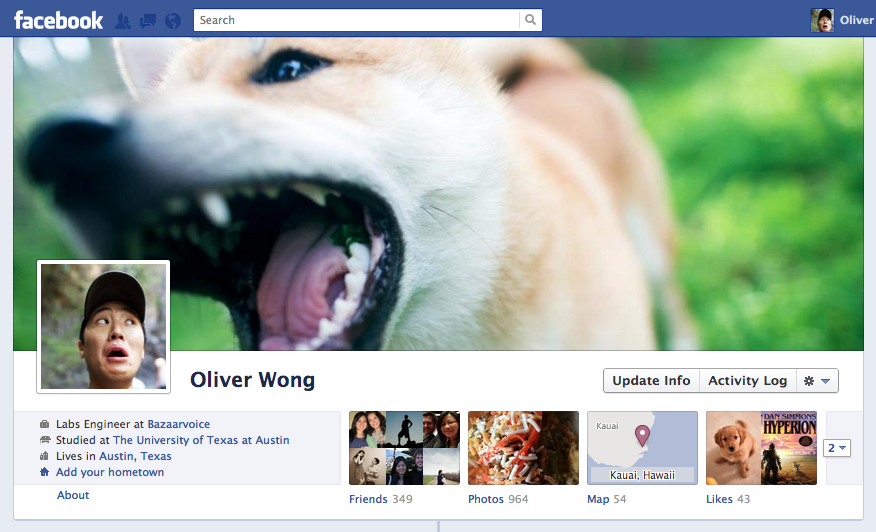 facebook
Search
Oliver
Oliver Wong
Update Info
Activity Log
Labs Engineer at Bazaarvoice
Studied at The University of Texas at Austin
Lives in Austin, Texas
Add your hometown
About
Kauai
Kauai, Hawaii
DAN SIMMONS
HYPERION
2
Friends 349
Photos 964
Map 54
Likes 43